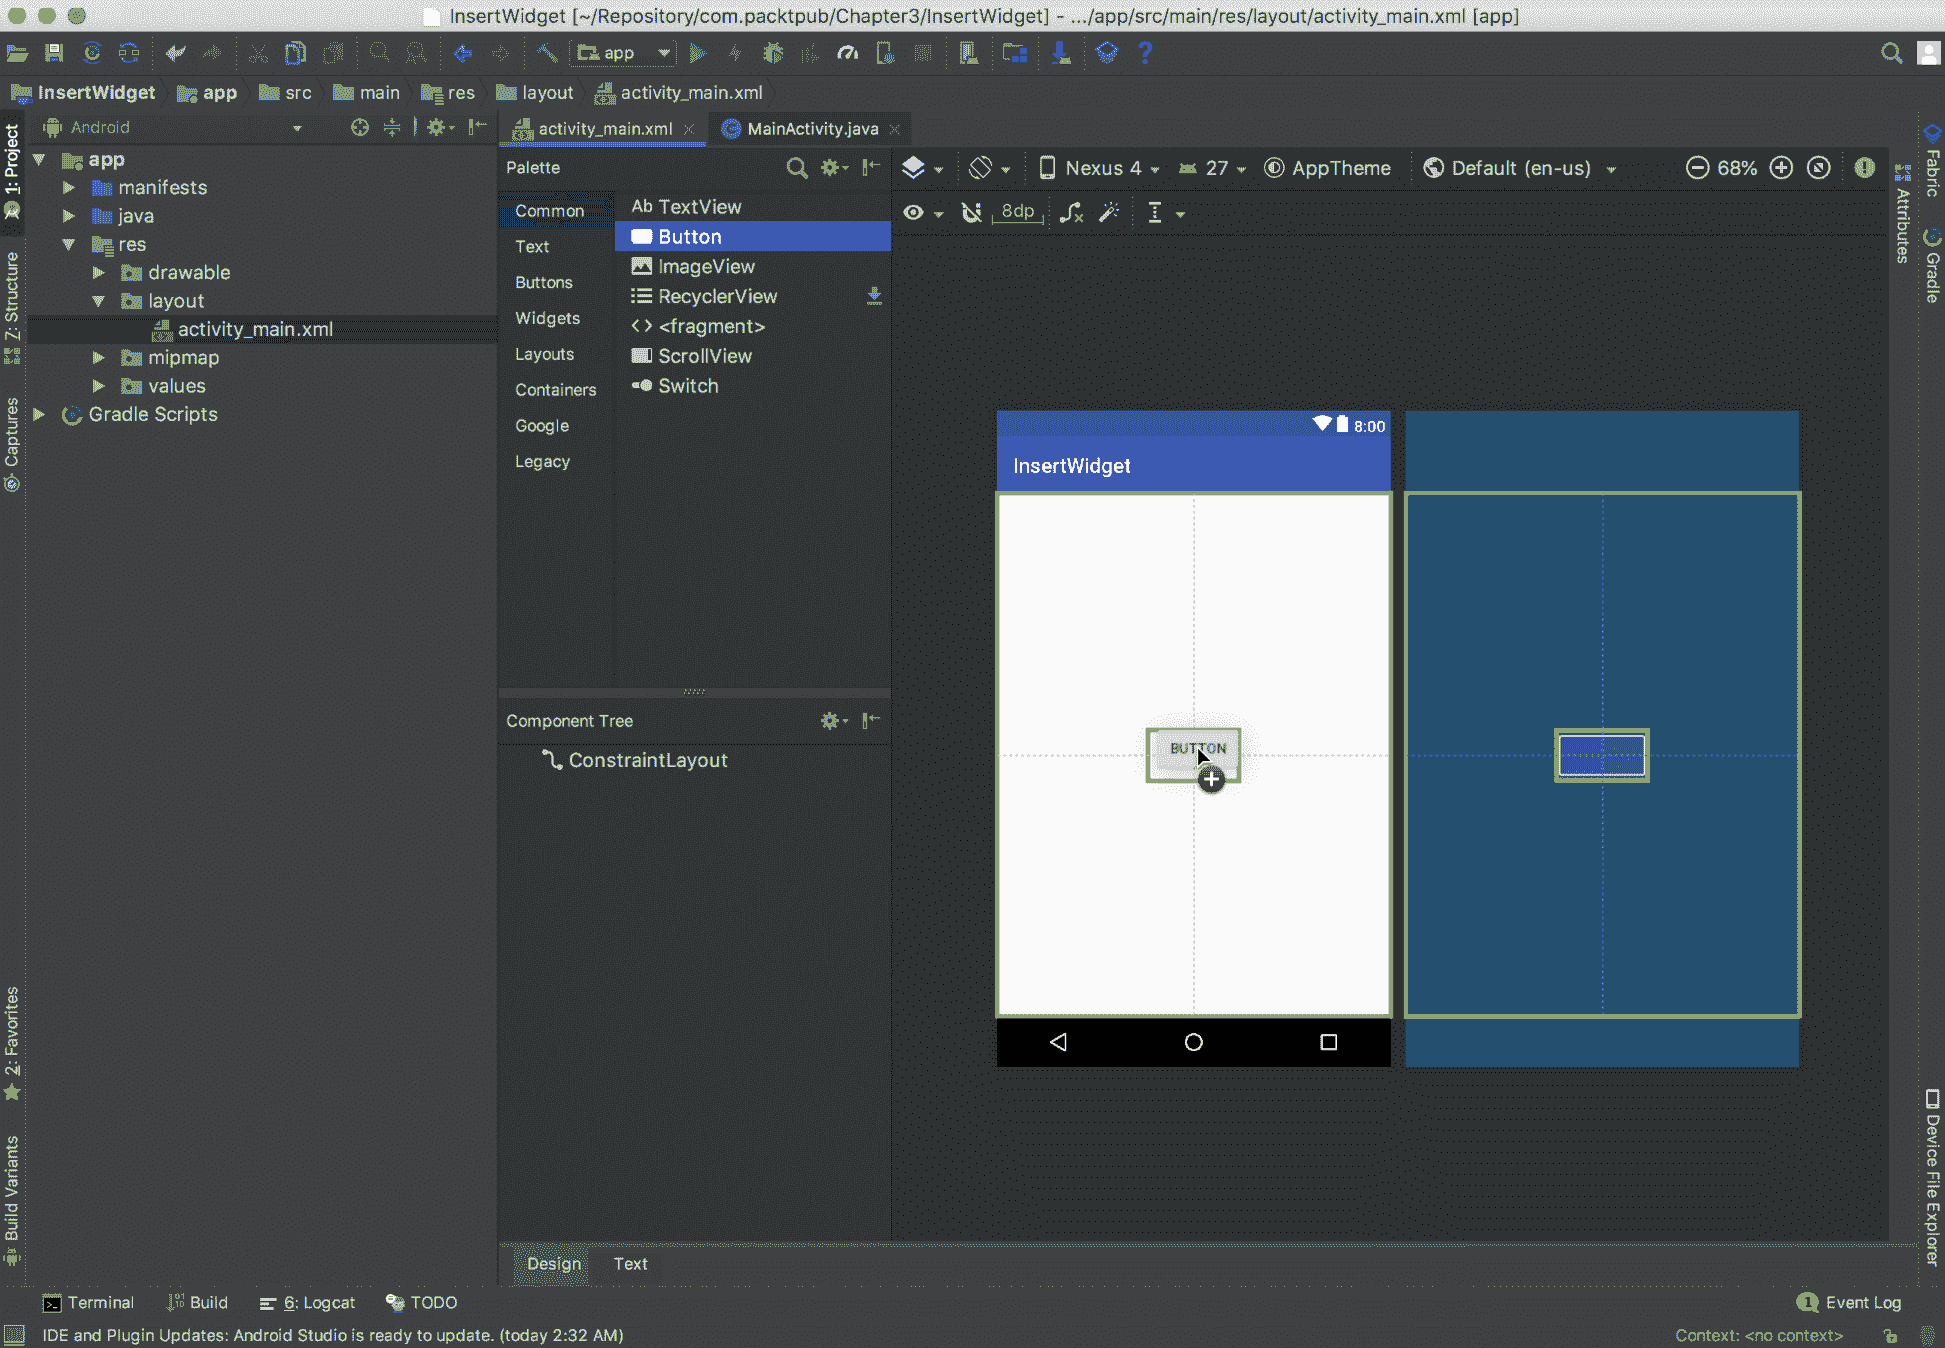 InsertWidget [~/Repository/com.packtpub/Chapter3/InsertWidget] - .../app/src/main/res/layout/activity_main.xml [app]
app
InsertWidget app src main res layout activity_main.xml
Android
activity_main.xml MainActivity.java
1: Project
Z: Structure
Captures
2: Favorites
Build Variants
app
manifests
java
res
drawable
layout
activity_main.xml
mipmap
values
Gradle Scripts
Palette
Common
Text
Buttons
Widgets
Layouts
Containers
Google
Legacy
Ab TextView
Button
ImageView
RecyclerView
<fragment>
ScrollView
Switch
Component Tree
ConstraintLayout
Nexus 4 27 AppTheme Default (en-us) 68%
8dp
8:00
InsertWidget
BUTTON
Attributes
Fabric
Gradle
Device File Explorer
Design Text
Terminal Build 6: Logcat TODO
1 Event Log
IDE and Plugin Updates: Android Studio is ready to update. (today 2:32 AM)
Context: <no context>